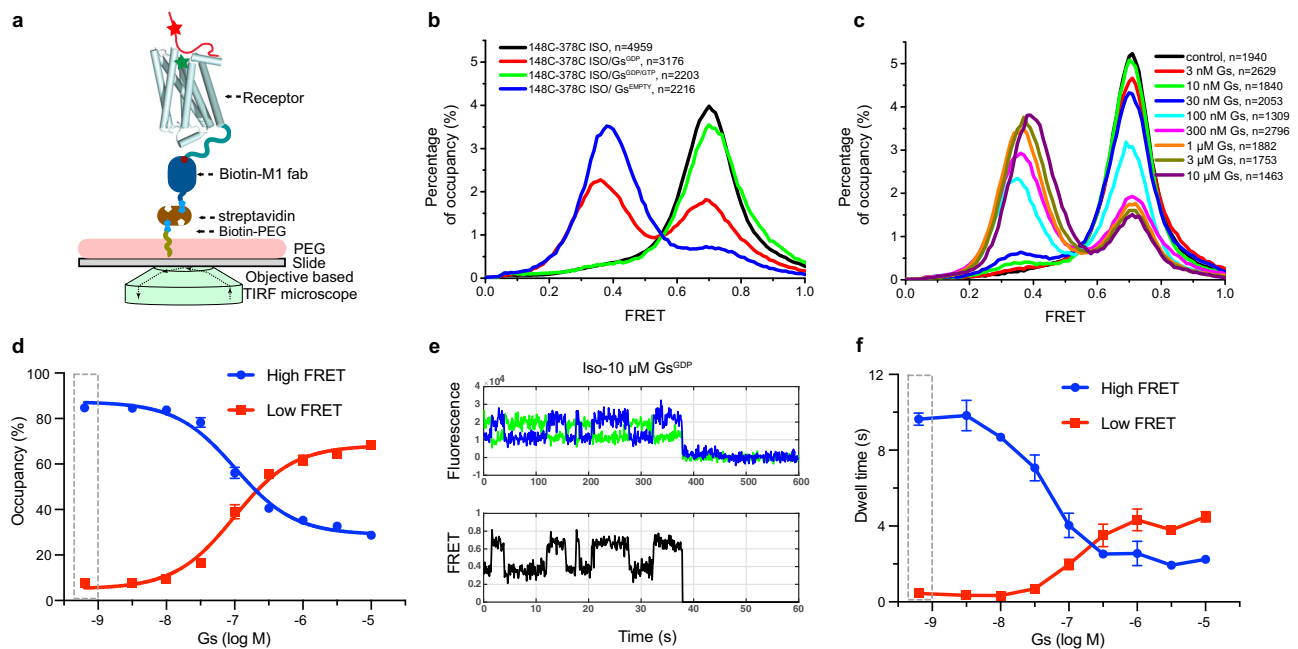 a
Receptor
Biotin-M1 fab
streptavidin
Biotin-PEG
PEG
Slide
Objective based
TIRF microscope
b
148C-378C ISO, n=4959
148C-378C ISO/Gs^GDP, n=3176
148C-378C ISO/Gs^GDP/GTP, n=2203
148C-378C ISO/ Gs^EMPTY, n=2216
Percentage
of occupancy (%)
5
4
3
2
1
0
0.0 0.2 0.4 0.6 0.8 1.0
FRET
c
control, n=1940
3 nM Gs, n=2629
10 nM Gs, n=1840
30 nM Gs, n=2053
100 nM Gs, n=1309
300 nM Gs, n=2796
1 µM Gs, n=1882
3 µM Gs, n=1753
10 µM Gs, n=1463
Percentage
of occupancy (%)
5
4
3
2
1
0
0.0 0.2 0.4 0.6 0.8 1.0
FRET
d
High FRET
Low FRET
Occupancy (%)
100
80
60
40
20
0
-9 -8 -7 -6 -5
Gs (log M)
e
Iso-10 µM Gs^GDP
×10^4
Fluorescence
4
3
2
1
0
-1
0 100 200 300 400 500 600
FRET
1
0.8
0.6
0.4
0.2
0
0 10 20 30 40 50 60
Time (s)
f
High FRET
Low FRET
Dwell time (s)
12
8
4
0
-9 -8 -7 -6 -5
Gs (log M)